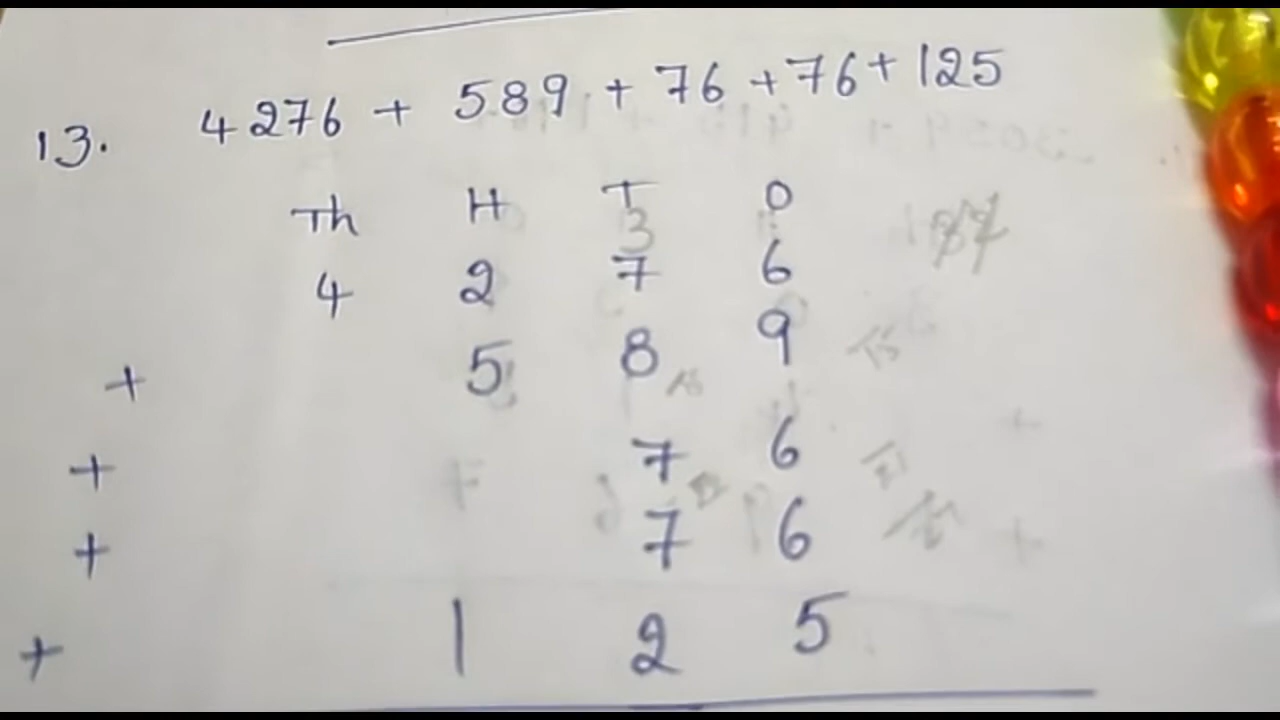 13. 4276 + 589 + 76 + 76 + 125
Th H T O
3
4 2 7 6
+ 5 8 9
+ 7 6
+ 7 6
+ 1 2 5